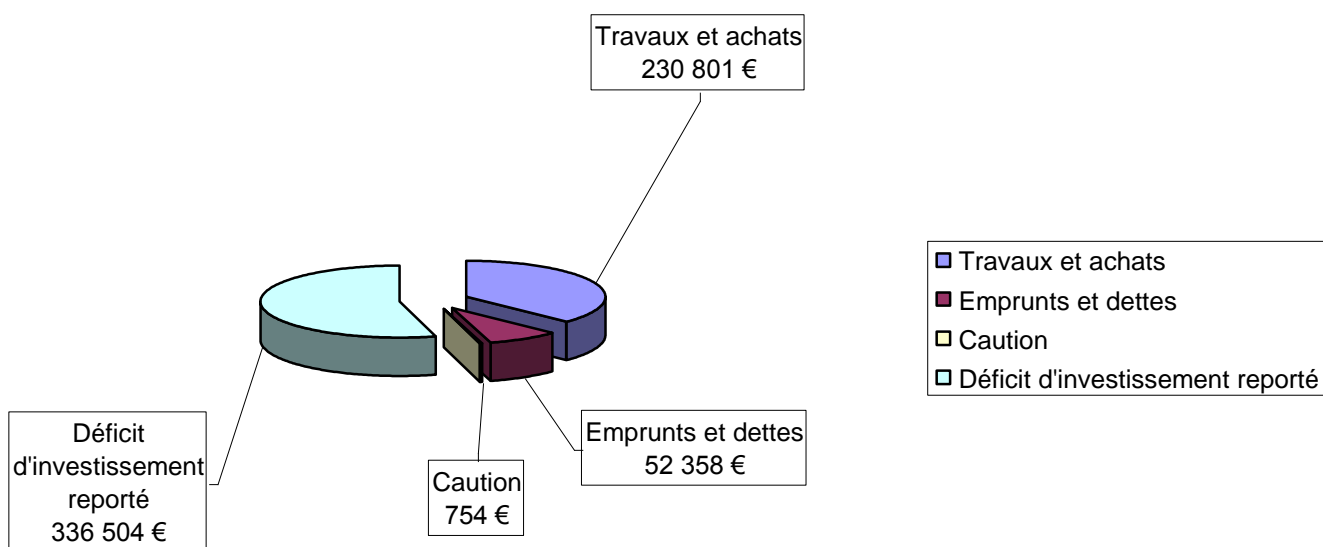 Travaux et achats
230 801 €
Travaux et achats
Emprunts et dettes
Caution
Déficit d'investissement reporté
Déficit
d'investissement
reporté
336 504 €
Caution
754 €
Emprunts et dettes
52 358 €